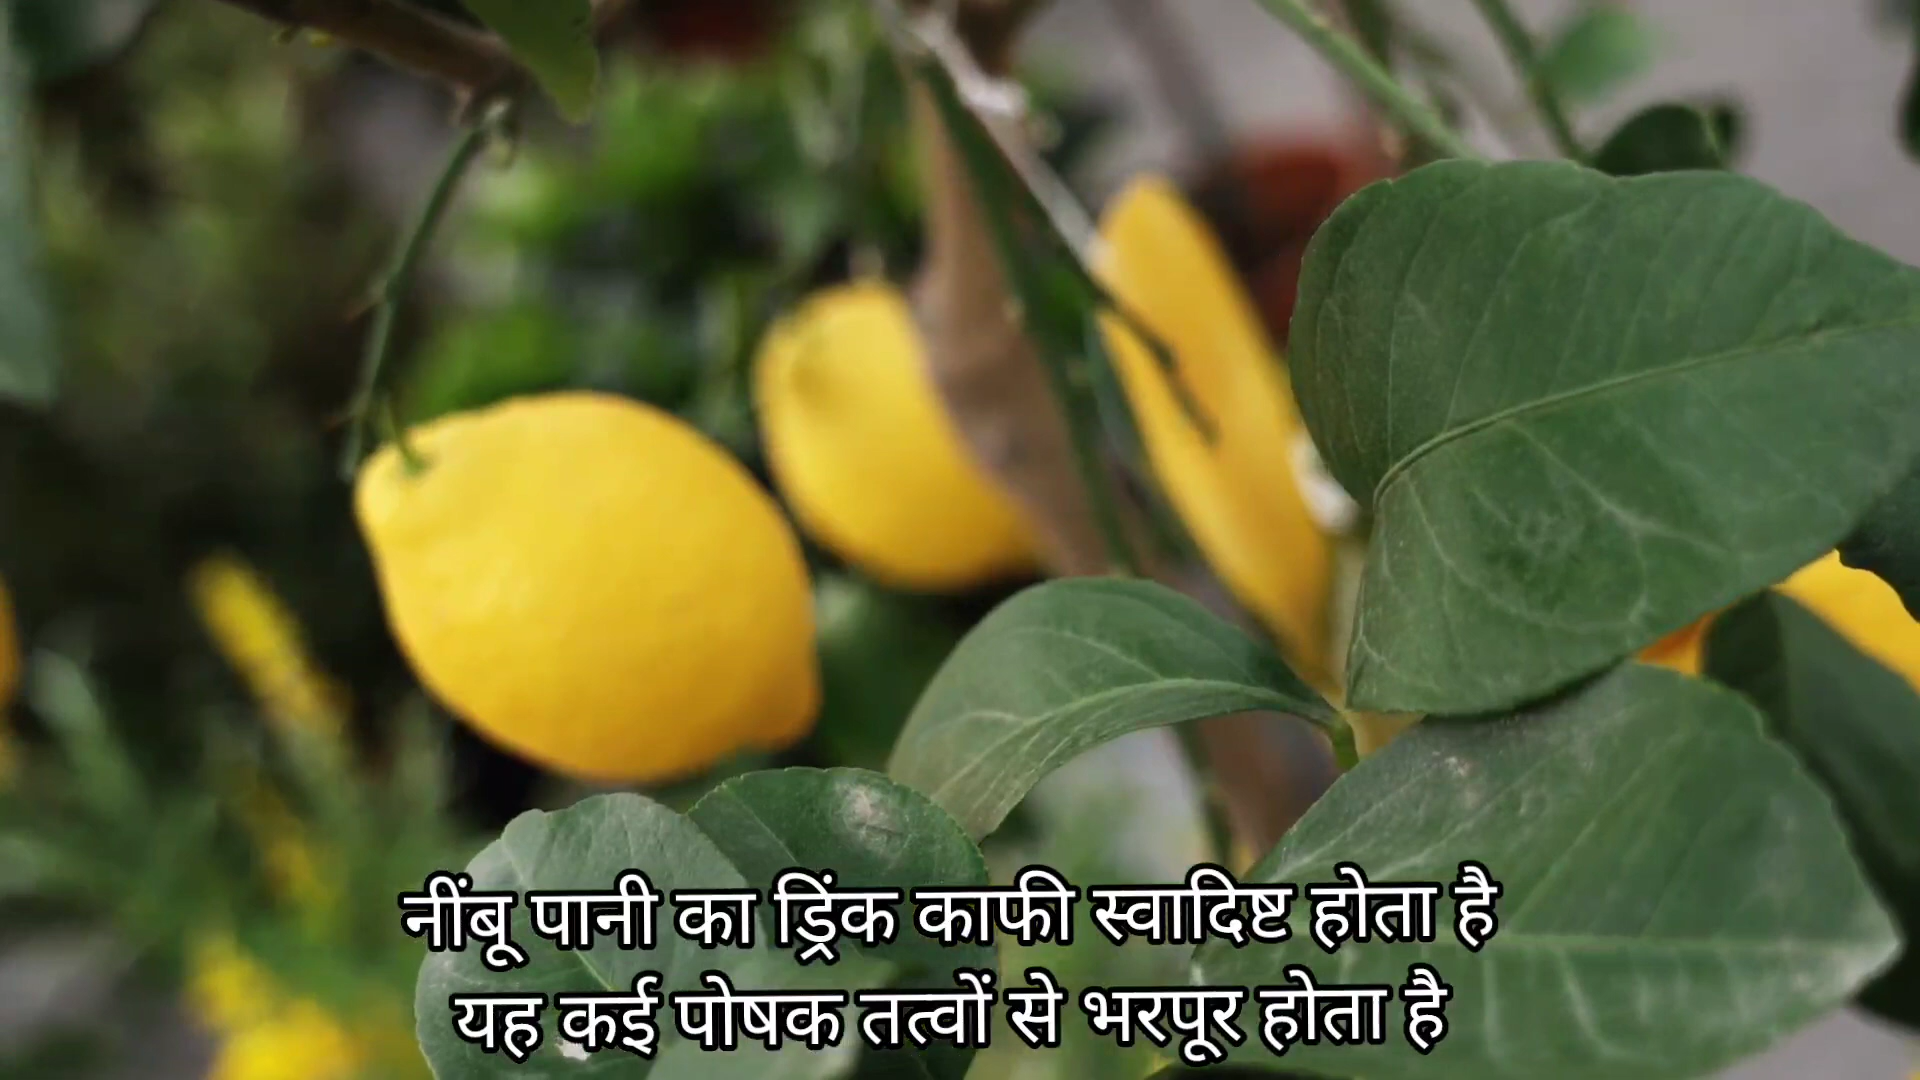 नींबू पानी का ड्रिंक काफी स्वादिष्ट होता है
यह कई पोषक तत्वों से भरपूर होता है